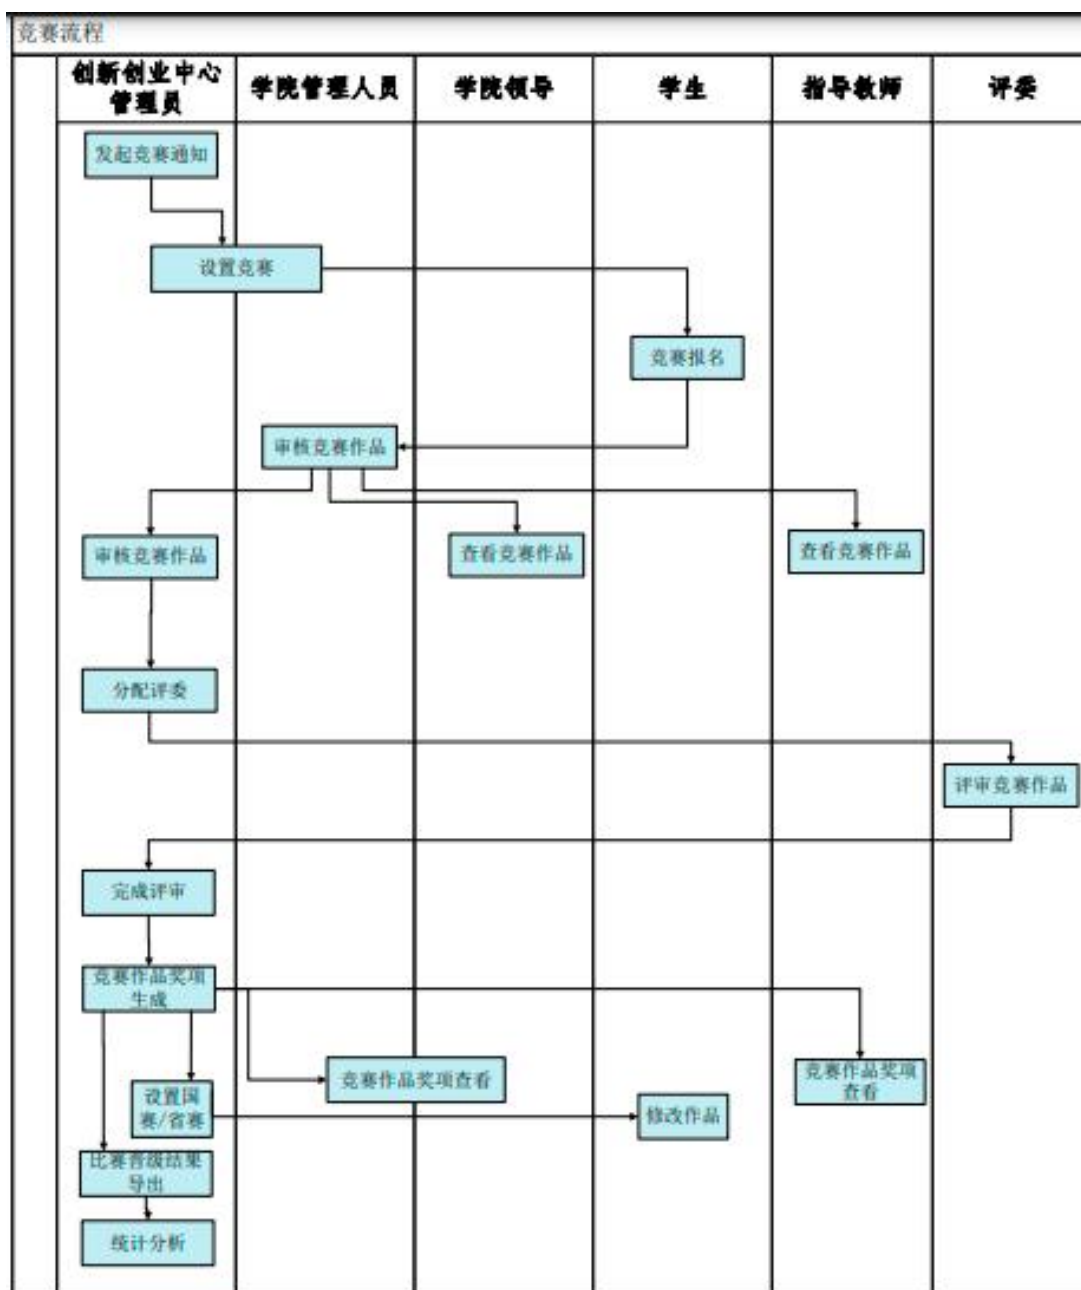 竞赛流程
创新创业中心
管理员
学院管理人员
学院领导
学生
指导教师
评委
发起竞赛通知
设置竞赛
竞赛报名
审核竞赛作品
审核竞赛作品
查看竞赛作品
查看竞赛作品
分配评委
评审竞赛作品
完成评审
竞赛作品奖项
生成
竞赛作品奖项查看
竞赛作品奖项
查看
设置国
赛/省赛
修改作品
比赛晋级结果
导出
统计分析